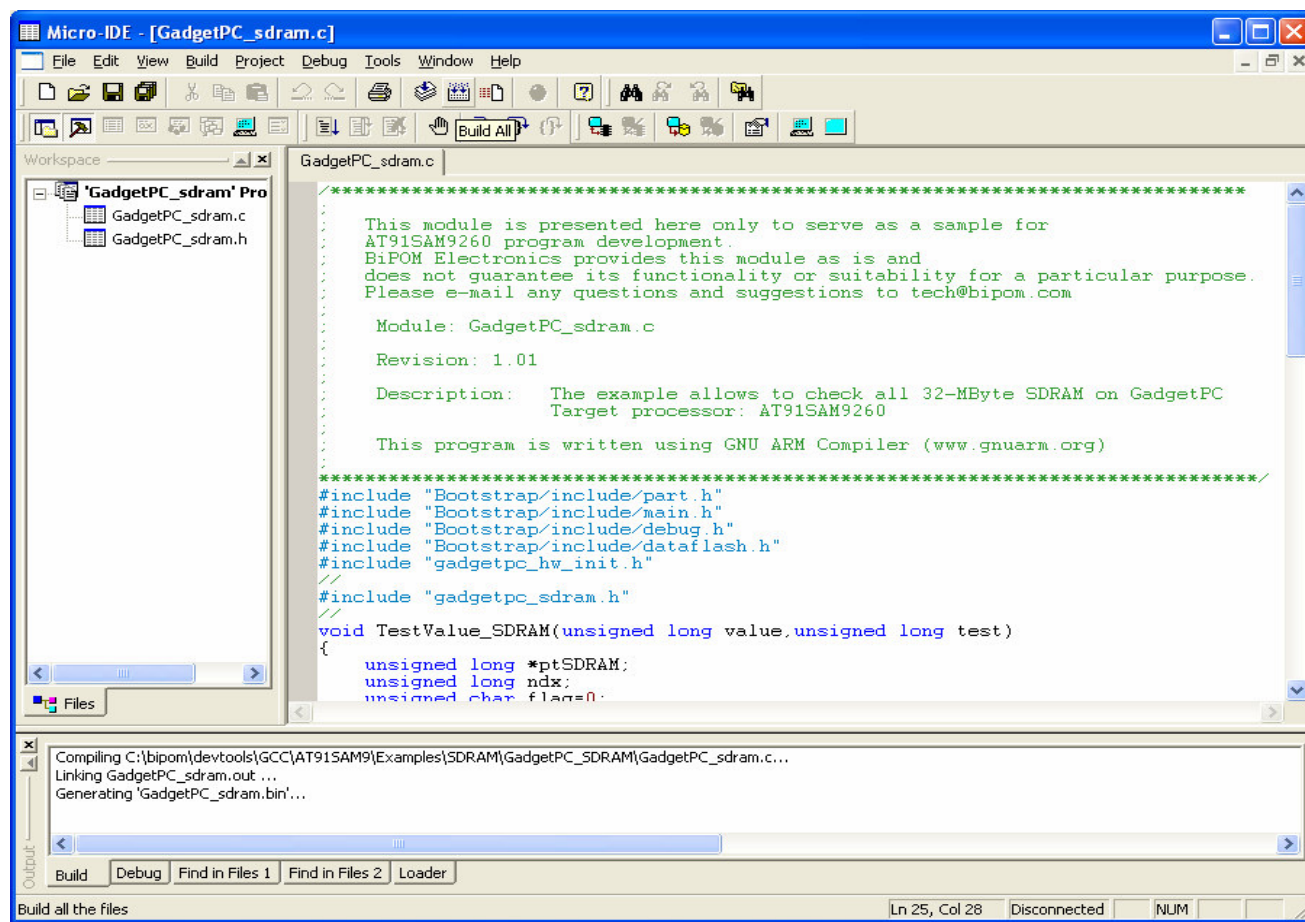 Micro-IDE - [GadgetPC_sdram.c]
File Edit View Build Project Debug Tools Window Help
Build All
Workspace
GadgetPC_sdram.c
'GadgetPC_sdram' Pro
GadgetPC_sdram.c
GadgetPC_sdram.h
Files
/******************************************************************************
;
; This module is presented here only to serve as a sample for
; AT91SAM9260 program development.
; BiPOM Electronics provides this module as is and
; does not guarantee its functionality or suitability for a particular purpose.
; Please e-mail any questions and suggestions to tech@bipom.com
;
; Module: GadgetPC_sdram.c
;
; Revision: 1.01
;
; Description: The example allows to check all 32-MByte SDRAM on GadgetPC
; Target processor: AT91SAM9260
;
; This program is written using GNU ARM Compiler (www.gnuarm.org)
;
********************************************************************************/
#include "Bootstrap/include/part.h"
#include "Bootstrap/include/main.h"
#include "Bootstrap/include/debug.h"
#include "Bootstrap/include/dataflash.h"
#include "gadgetpc_hw_init.h"
//
#include "gadgetpc_sdram.h"
//
void TestValue_SDRAM(unsigned long value,unsigned long test)
{
unsigned long *ptSDRAM;
unsigned long ndx;
unsigned char flag=0;
Compiling C:\bipom\devtools\GCC\AT91SAM9\Examples\SDRAM\GadgetPC_SDRAM\GadgetPC_sdram.c...
Linking GadgetPC_sdram.out ...
Generating 'GadgetPC_sdram.bin'...
Output
Build Debug Find in Files 1 Find in Files 2 Loader
Build all the files Ln 25, Col 28 Disconnected NUM